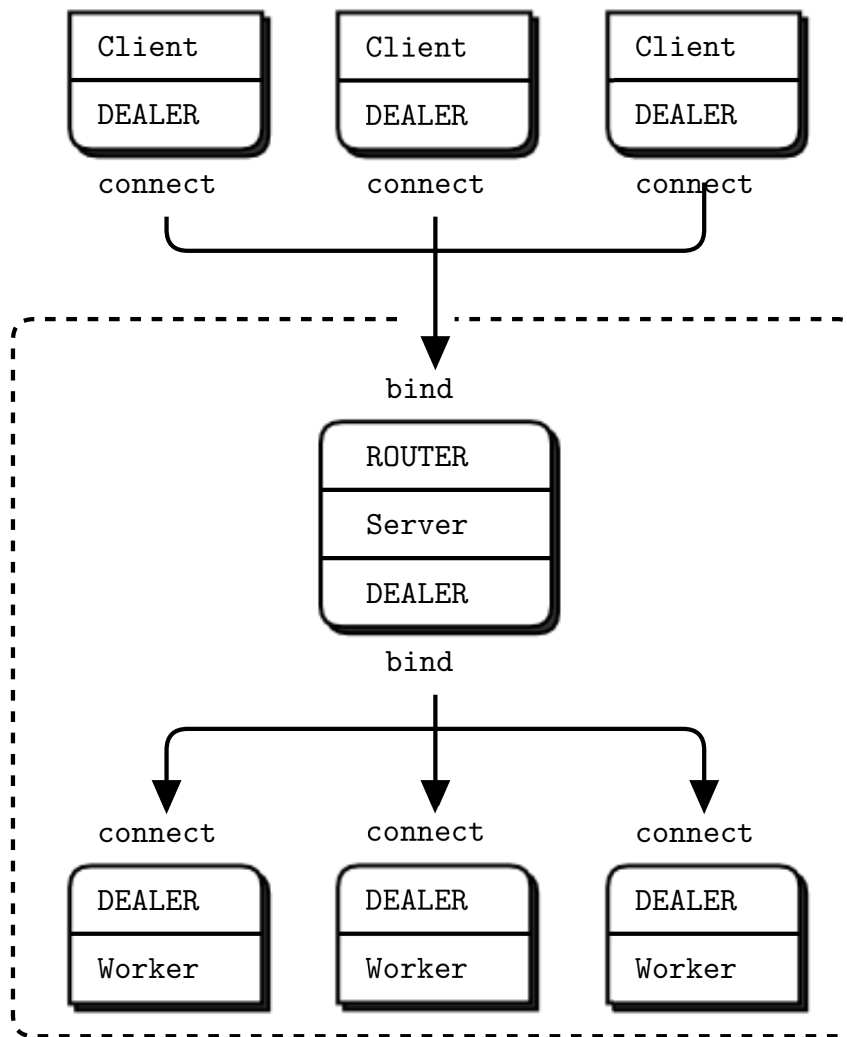 Client Client Client
DEALER DEALER DEALER
connect connect connect
bind
ROUTER
Server
DEALER
bind
connect connect connect
DEALER DEALER DEALER
Worker Worker Worker